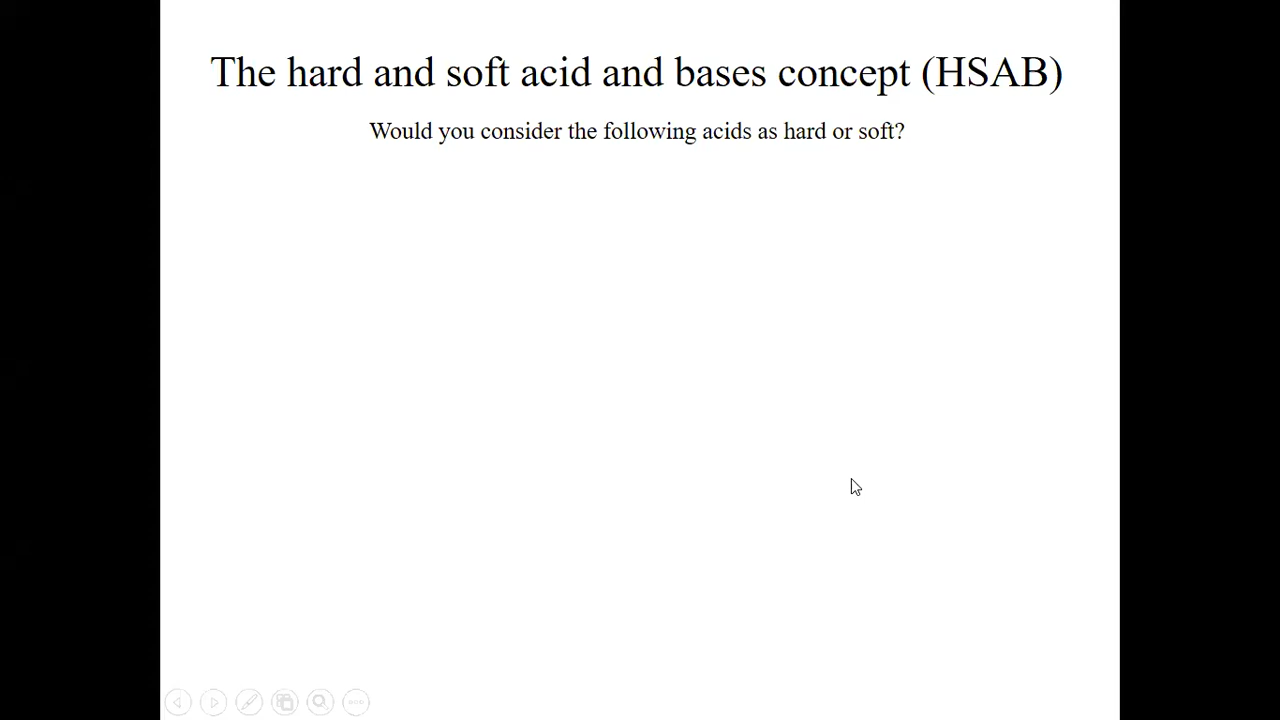 The hard and soft acid and bases concept (HSAB)
Would you consider the following acids as hard or soft?